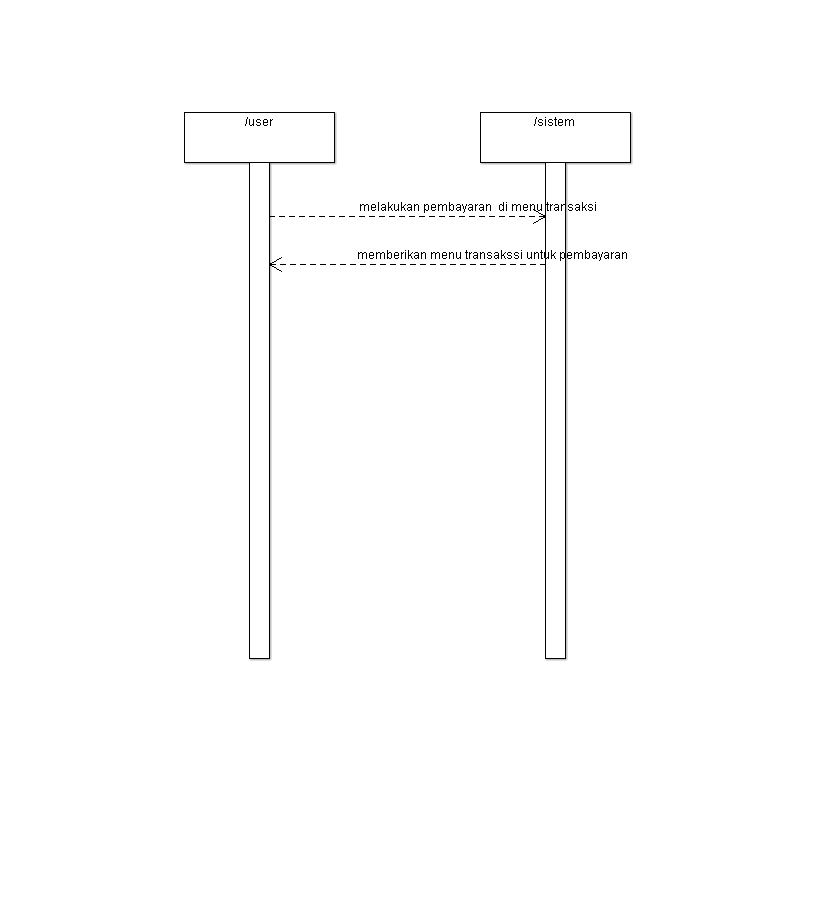 /user
/sistem
melakukan pembayaran  di menu transaksi
memberikan menu transakssi untuk pembayaran